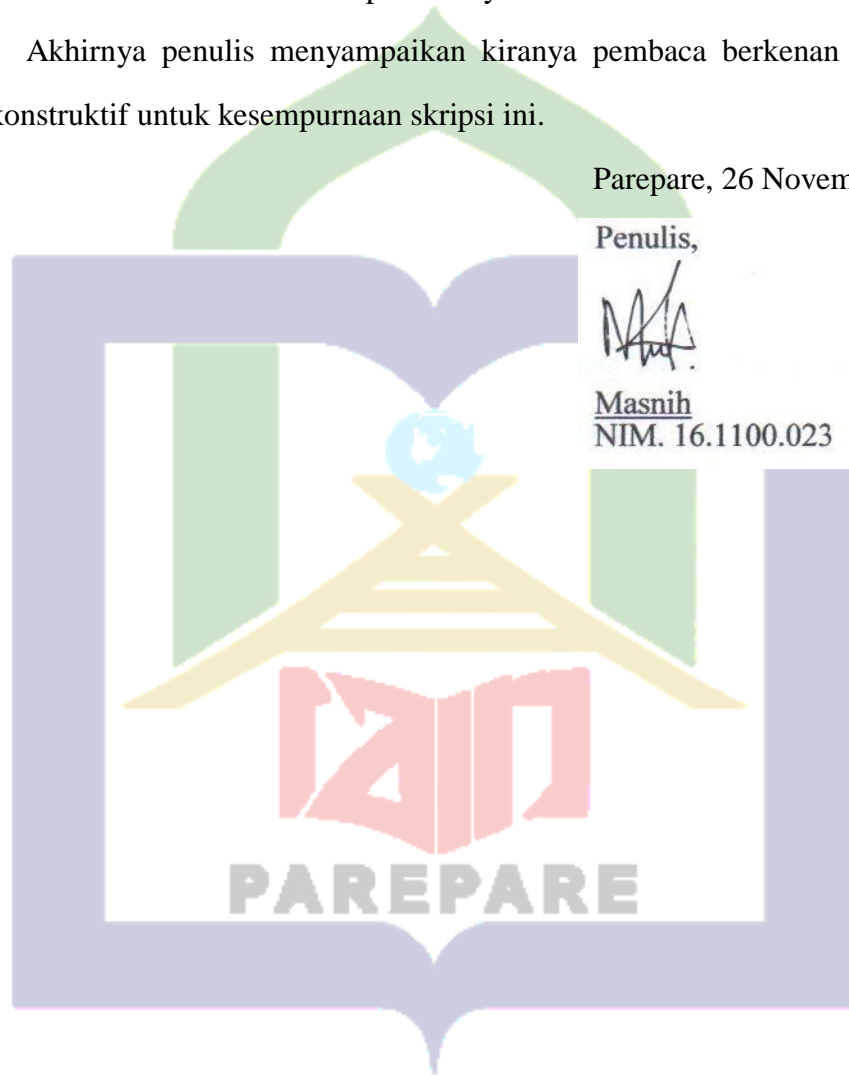 Akhirnya penulis menyampaikan kiranya pembaca berkenan
konstruktif untuk kesempurnaan skripsi ini.
Parepare, 26 Novem
Penulis,
Masnih
NIM. 16.1100.023
iain
PAREPARE